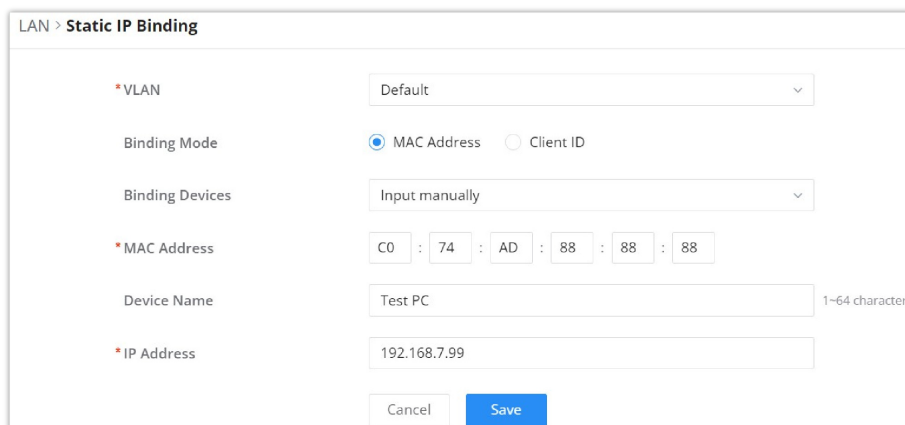 LAN > Static IP Binding
* VLAN Default
Binding Mode MAC Address Client ID
Binding Devices Input manually
* MAC Address C0 : 74 : AD : 88 : 88 : 88
Device Name Test PC 1~64 character
* IP Address 192.168.7.99
Cancel Save